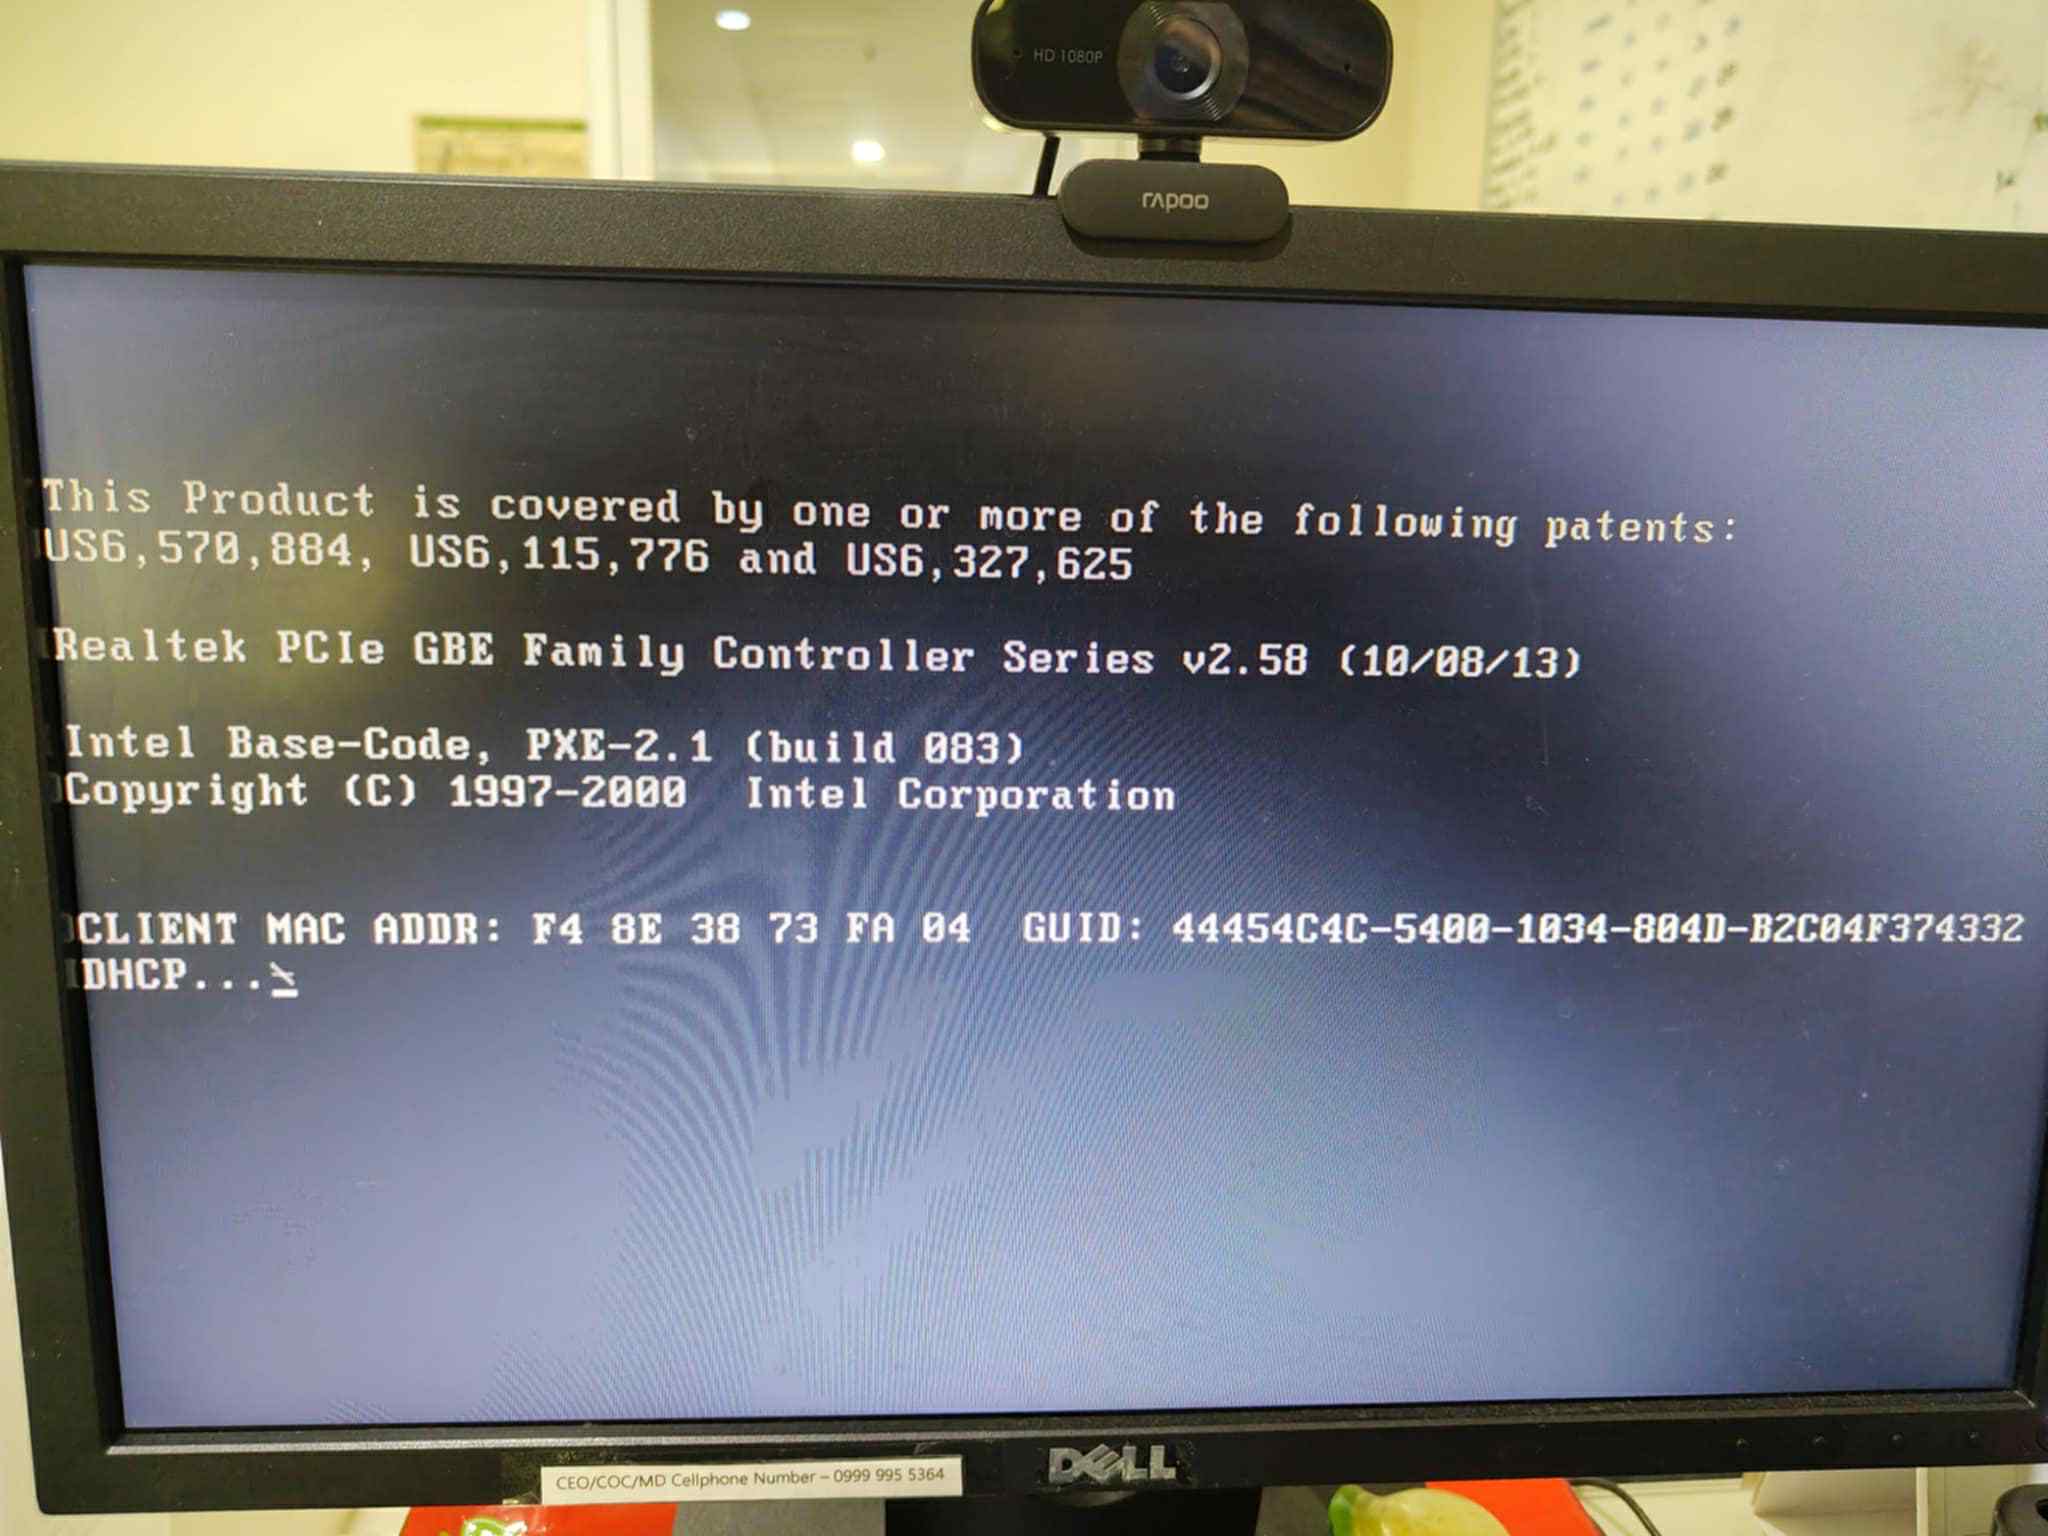 HD 1080P
rapoo
This Product is covered by one or more of the following patents:
US6,570,884, US6,115,776 and US6,327,625
Realtek PCIe GBE Family Controller Series v2.58 (10/08/13)
Intel Base-Code, PXE-2.1 (build 083)
Copyright (C) 1997-2000  Intel Corporation
CLIENT MAC ADDR: F4 8E 38 73 FA 04  GUID: 44454C4C-5400-1034-804D-B2C04F374332
DHCP...\
DELL
CEO/COC/MD Cellphone Number – 0999 995 5364